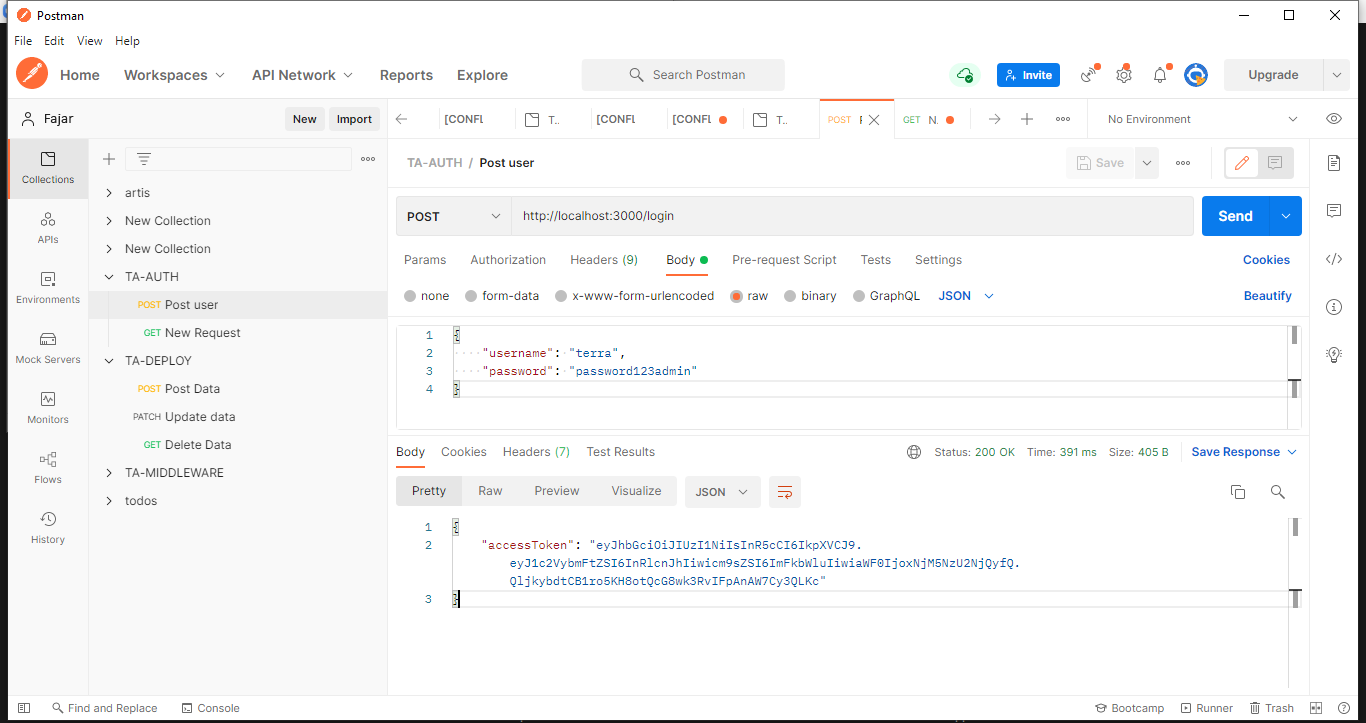 Postman
File Edit View Help
Home Workspaces API Network Reports Explore Search Postman Invite Upgrade
Fajar New Import [CONFL T.. [CONFL [CONFL T.. POST GET N. No Environment
Collections
APIs
Environments
Mock Servers
Monitors
Flows
History
artis
New Collection
New Collection
TA-AUTH
POST Post user
GET New Request
TA-DEPLOY
POST Post Data
PATCH Update data
GET Delete Data
TA-MIDDLEWARE
todos
TA-AUTH / Post user Save
POST http://localhost:3000/login Send
Params Authorization Headers (9) Body Pre-request Script Tests Settings Cookies
none form-data x-www-form-urlencoded raw binary GraphQL JSON Beautify
1 {
2 "username": "terra",
3 "password": "password123admin"
4 }
Body Cookies Headers (7) Test Results Status: 200 OK Time: 391 ms Size: 405 B Save Response
Pretty Raw Preview Visualize JSON
1 {
2 "accessToken": "eyJhbGciOiJIUzI1NiIsInR5cCI6IkpXVCJ9.
eyJ1c2VybmFtZSI6InRlcnJhIiwicm9sZSI6ImFkbWluIiwiaWF0IjoxNjM5NzU2NjQyfQ.
QljkybdtCB1ro5KH8otQcG8wk3RvIFpAnAW7Cy3QLKc"
3 }
Find and Replace Console Bootcamp Runner Trash